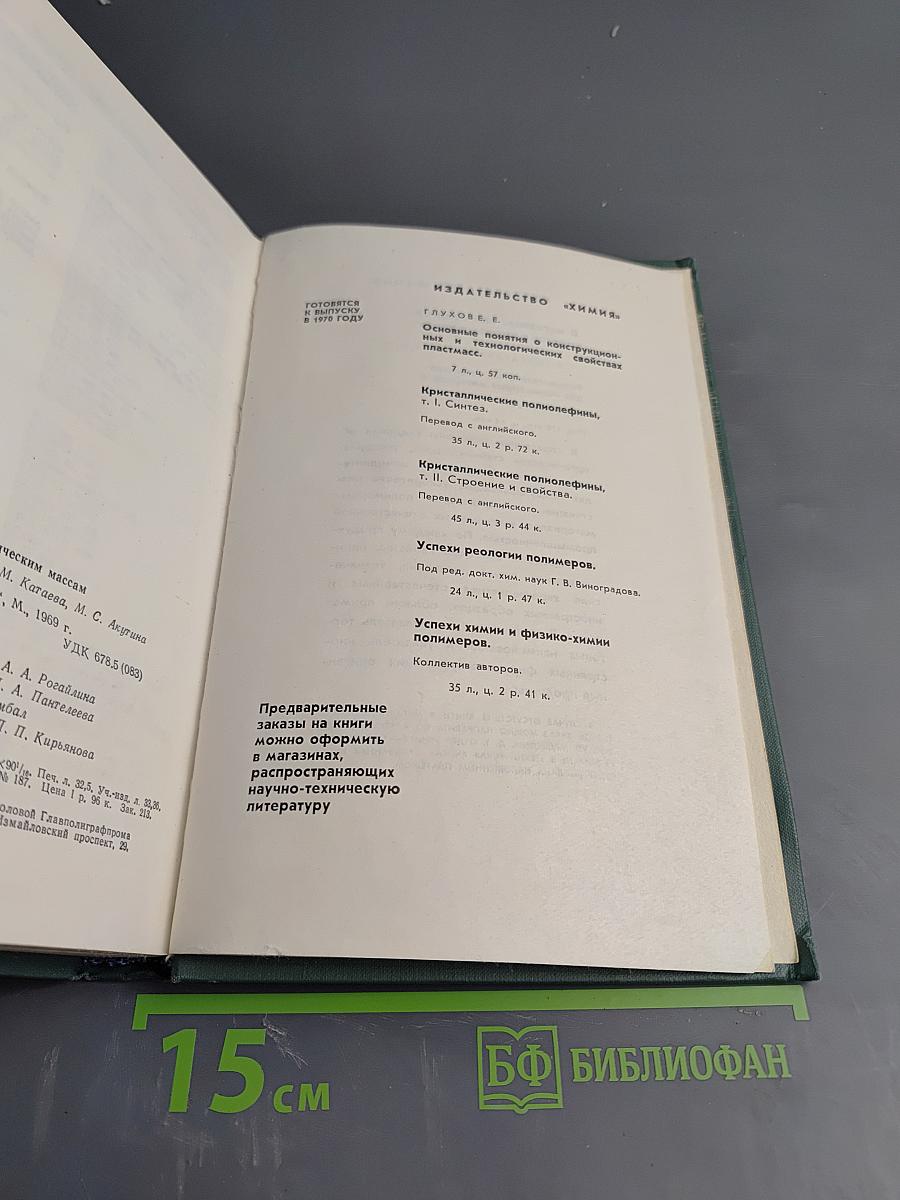 ческим массам
М. Катаева, М. С. Акутина
М., 1969 г.
УДК 678.5 (083)
А. А. Рогайлина
А. Пантелеева
П. П. Кирьянова
90¹/₁₆. Печ. л. 32,5. Уч.-изд. л. 33,36.
№ 187. Цена 1 р. 96 к. Зак. 213.
Главполиграфпрома
Измайловский проспект, 29.
ИЗДАТЕЛЬСТВО «ХИМИЯ»
ГОТОВЯТСЯ
К ВЫПУСКУ
В 1970 ГОДУ
ГЛУХОВ Е. Е.
Основные понятия о конструкцион-
ных и технологических свойствах
пластмасс.
7 л., ц. 57 коп.
Кристаллические полиолефины,
т. I. Синтез.
Перевод с английского.
35 л., ц. 2 р. 72 к.
Кристаллические полиолефины,
т. II. Строение и свойства.
Перевод с английского.
45 л., ц. 3 р. 44 к.
Успехи реологии полимеров.
Под ред. докт. хим. наук Г. В. Виноградова.
24 л., ц. 1 р. 47 к.
Успехи химии и физико-химии
полимеров.
Коллектив авторов.
35 л., ц. 2 р. 41 к.
Предварительные
заказы на книги
можно оформить
в магазинах,
распространяющих
научно-техническую
литературу
15 см
БФ БИБЛИОФАН